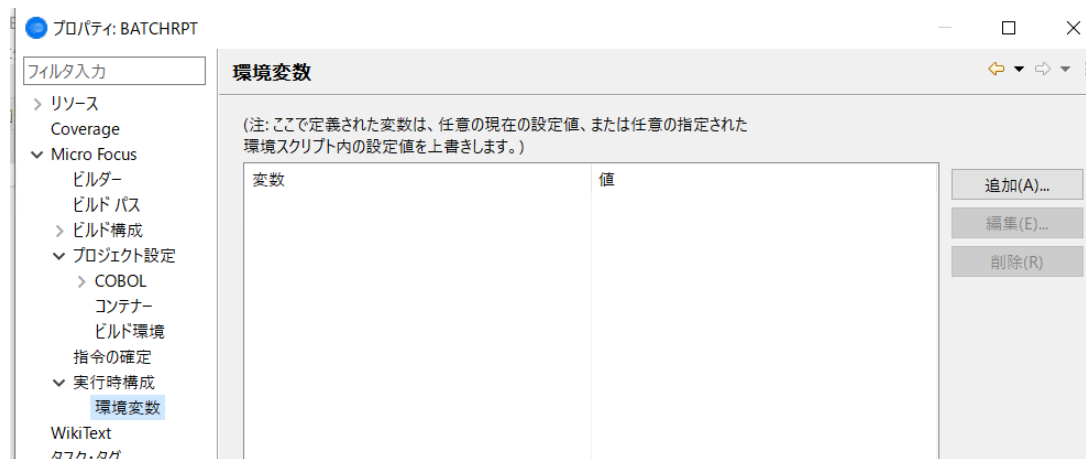 プロパティ: BATCHRPT
フィルタ入力
リソース
Coverage
Micro Focus
ビルダー
ビルド パス
ビルド構成
プロジェクト設定
COBOL
コンテナー
ビルド環境
指令の確定
実行時構成
環境変数
WikiText
タスク・タグ
環境変数
(注: ここで定義された変数は、任意の現在の設定値、または任意の指定された
環境スクリプト内の設定値を上書きします。)
変数 値
追加(A)...
編集(E)...
削除(R)